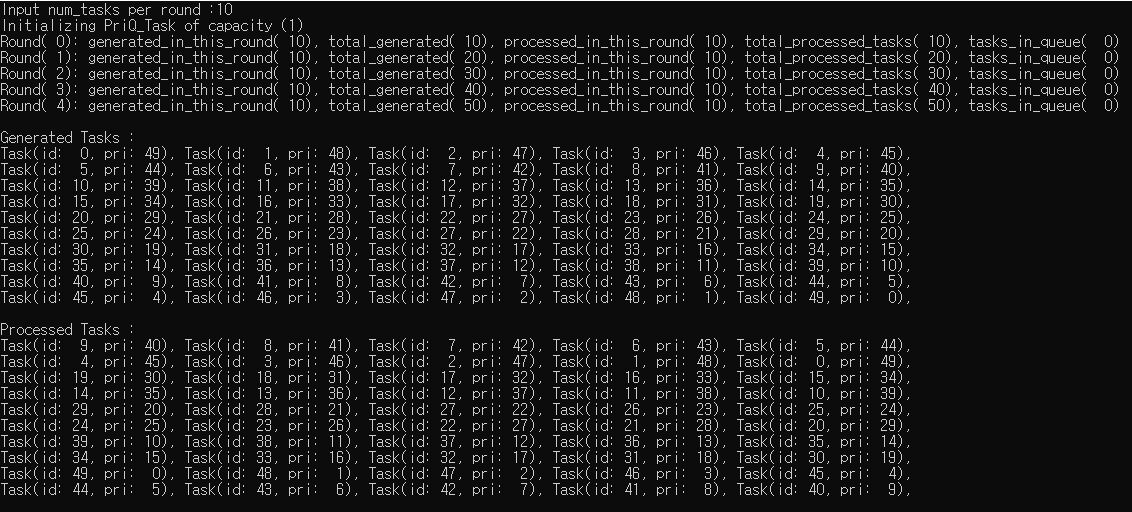 Input num_tasks per round :10
Initializing PriQ_Task of capacity (1)
Round( 0): generated_in_this_round( 10), total_generated( 10), processed_in_this_round( 10), total_processed_tasks( 10), tasks_in_queue(  0)
Round( 1): generated_in_this_round( 10), total_generated( 20), processed_in_this_round( 10), total_processed_tasks( 20), tasks_in_queue(  0)
Round( 2): generated_in_this_round( 10), total_generated( 30), processed_in_this_round( 10), total_processed_tasks( 30), tasks_in_queue(  0)
Round( 3): generated_in_this_round( 10), total_generated( 40), processed_in_this_round( 10), total_processed_tasks( 40), tasks_in_queue(  0)
Round( 4): generated_in_this_round( 10), total_generated( 50), processed_in_this_round( 10), total_processed_tasks( 50), tasks_in_queue(  0)

Generated Tasks :
Task(id:  0, pri: 49), Task(id:  1, pri: 48), Task(id:  2, pri: 47), Task(id:  3, pri: 46), Task(id:  4, pri: 45),
Task(id:  5, pri: 44), Task(id:  6, pri: 43), Task(id:  7, pri: 42), Task(id:  8, pri: 41), Task(id:  9, pri: 40),
Task(id: 10, pri: 39), Task(id: 11, pri: 38), Task(id: 12, pri: 37), Task(id: 13, pri: 36), Task(id: 14, pri: 35),
Task(id: 15, pri: 34), Task(id: 16, pri: 33), Task(id: 17, pri: 32), Task(id: 18, pri: 31), Task(id: 19, pri: 30),
Task(id: 20, pri: 29), Task(id: 21, pri: 28), Task(id: 22, pri: 27), Task(id: 23, pri: 26), Task(id: 24, pri: 25),
Task(id: 25, pri: 24), Task(id: 26, pri: 23), Task(id: 27, pri: 22), Task(id: 28, pri: 21), Task(id: 29, pri: 20),
Task(id: 30, pri: 19), Task(id: 31, pri: 18), Task(id: 32, pri: 17), Task(id: 33, pri: 16), Task(id: 34, pri: 15),
Task(id: 35, pri: 14), Task(id: 36, pri: 13), Task(id: 37, pri: 12), Task(id: 38, pri: 11), Task(id: 39, pri: 10),
Task(id: 40, pri:  9), Task(id: 41, pri:  8), Task(id: 42, pri:  7), Task(id: 43, pri:  6), Task(id: 44, pri:  5),
Task(id: 45, pri:  4), Task(id: 46, pri:  3), Task(id: 47, pri:  2), Task(id: 48, pri:  1), Task(id: 49, pri:  0),

Processed Tasks :
Task(id:  9, pri: 40), Task(id:  8, pri: 41), Task(id:  7, pri: 42), Task(id:  6, pri: 43), Task(id:  5, pri: 44),
Task(id:  4, pri: 45), Task(id:  3, pri: 46), Task(id:  2, pri: 47), Task(id:  1, pri: 48), Task(id:  0, pri: 49),
Task(id: 19, pri: 30), Task(id: 18, pri: 31), Task(id: 17, pri: 32), Task(id: 16, pri: 33), Task(id: 15, pri: 34),
Task(id: 14, pri: 35), Task(id: 13, pri: 36), Task(id: 12, pri: 37), Task(id: 11, pri: 38), Task(id: 10, pri: 39),
Task(id: 29, pri: 20), Task(id: 28, pri: 21), Task(id: 27, pri: 22), Task(id: 26, pri: 23), Task(id: 25, pri: 24),
Task(id: 24, pri: 25), Task(id: 23, pri: 26), Task(id: 22, pri: 27), Task(id: 21, pri: 28), Task(id: 20, pri: 29),
Task(id: 39, pri: 10), Task(id: 38, pri: 11), Task(id: 37, pri: 12), Task(id: 36, pri: 13), Task(id: 35, pri: 14),
Task(id: 34, pri: 15), Task(id: 33, pri: 16), Task(id: 32, pri: 17), Task(id: 31, pri: 18), Task(id: 30, pri: 19),
Task(id: 49, pri:  0), Task(id: 48, pri:  1), Task(id: 47, pri:  2), Task(id: 46, pri:  3), Task(id: 45, pri:  4),
Task(id: 44, pri:  5), Task(id: 43, pri:  6), Task(id: 42, pri:  7), Task(id: 41, pri:  8), Task(id: 40, pri:  9),